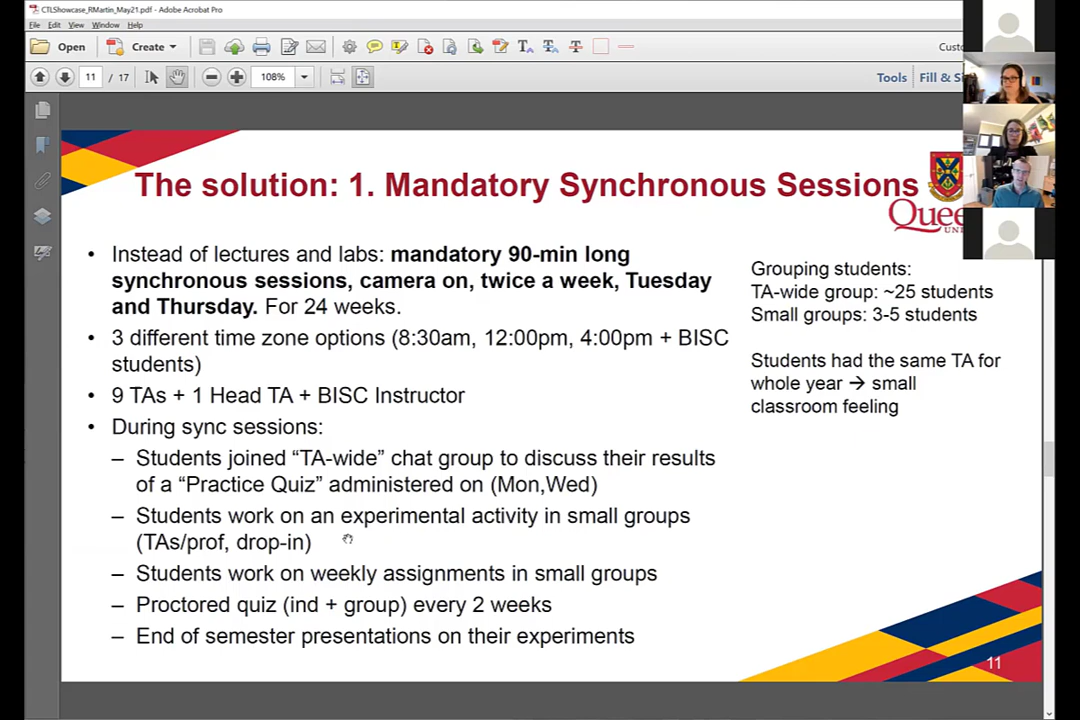 CTLShowcase_RMartin_May21.pdf - Adobe Acrobat Pro
File Edit View Window Help
Open Create
11 / 17 108% Tools
The solution: 1. Mandatory Synchronous Sessions
• Instead of lectures and labs: mandatory 90-min long
synchronous sessions, camera on, twice a week, Tuesday
and Thursday. For 24 weeks.
• 3 different time zone options (8:30am, 12:00pm, 4:00pm + BISC
students)
• 9 TAs + 1 Head TA + BISC Instructor
• During sync sessions:
– Students joined “TA-wide” chat group to discuss their results
of a “Practice Quiz” administered on (Mon,Wed)
– Students work on an experimental activity in small groups
(TAs/prof, drop-in)
– Students work on weekly assignments in small groups
– Proctored quiz (ind + group) every 2 weeks
– End of semester presentations on their experiments
Grouping students:
TA-wide group: ~25 students
Small groups: 3-5 students
Students had the same TA for
whole year → small
classroom feeling
11